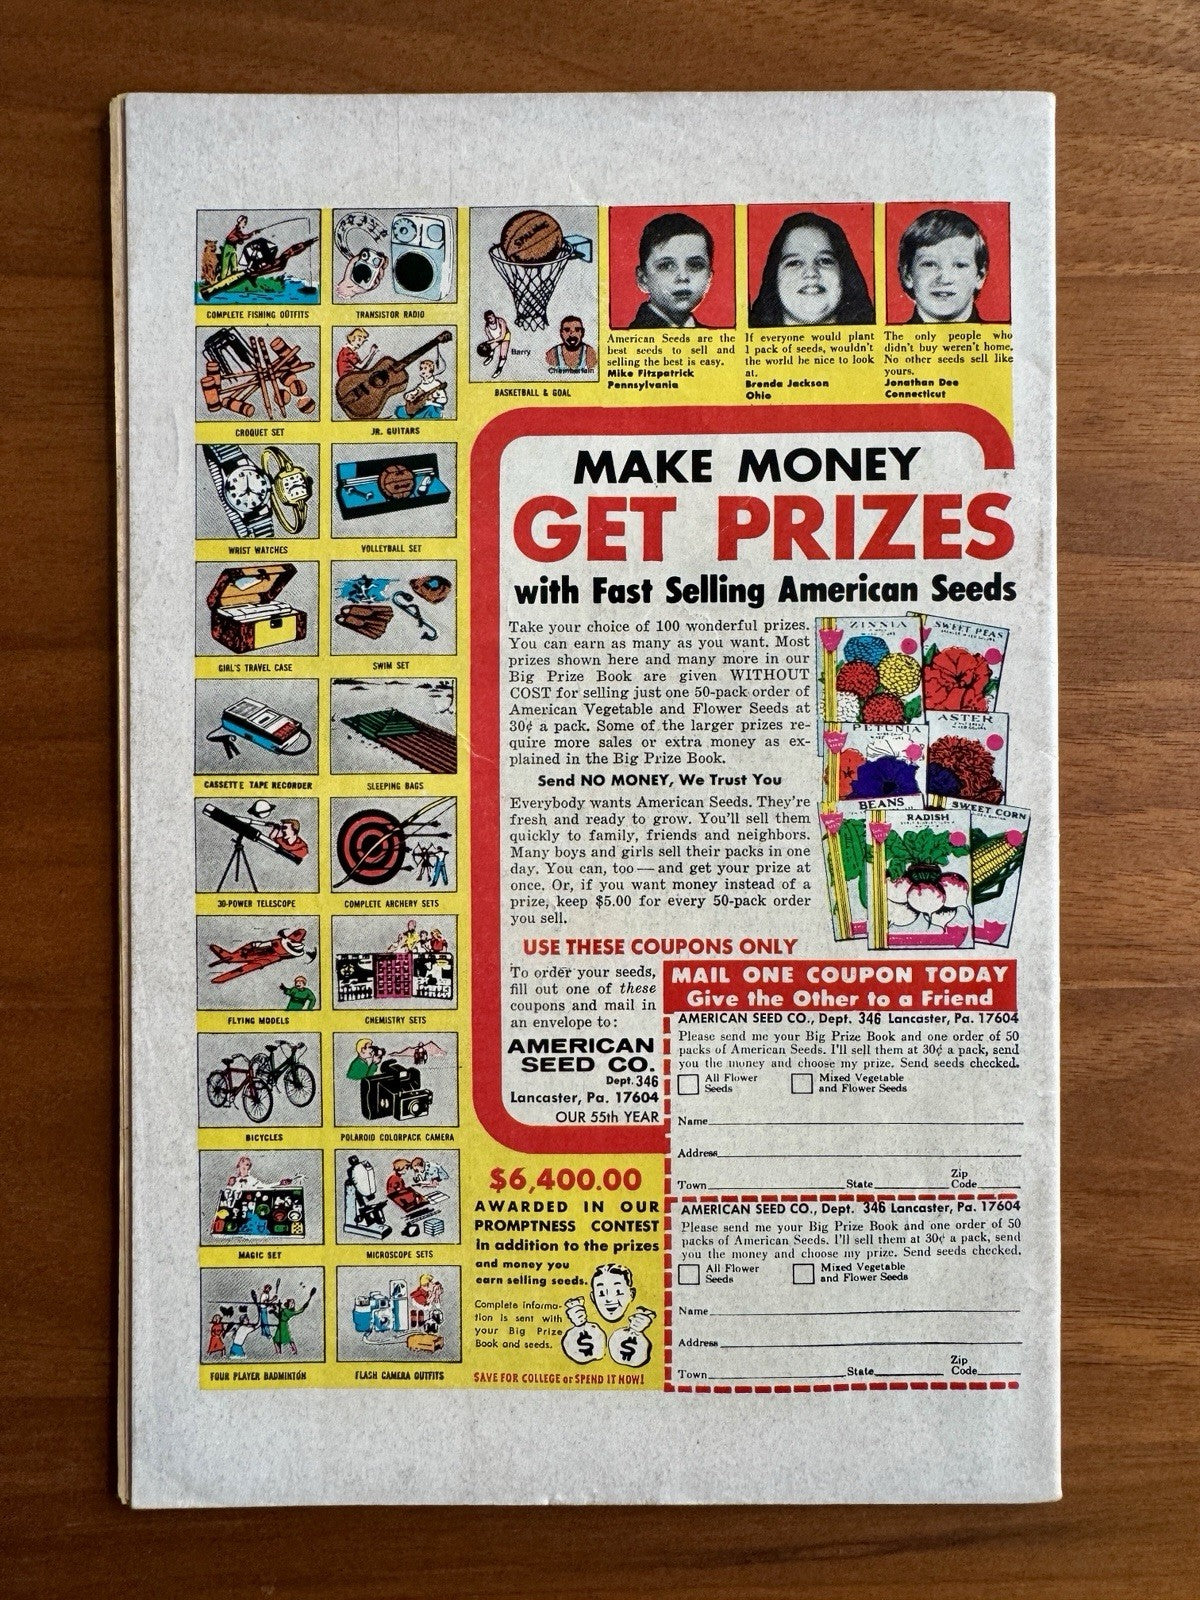 COMPLETE FISHING OUTFITS
TRANSISTOR RADIO
CROQUET SET
JR. GUITARS
WRIST WATCHES
VOLLEYBALL SET
GIRL'S TRAVEL CASE
SWIM SET
CASSETTE TAPE RECORDER
SLEEPING BAGS
30-POWER TELESCOPE
COMPLETE ARCHERY SETS
FLYING MODELS
CHEMISTRY SETS
BICYCLES
POLAROID COLORPACK CAMERA
MAGIC SET
MICROSCOPE SETS
FOUR PLAYER BADMINTON
FLASH CAMERA OUTFITS
SPALDING
Barry
Chamberlain
BASKETBALL & GOAL
American Seeds are the
best seeds to sell and
selling the best is easy.
Mike Fitzpatrick
Pennsylvania
If everyone would plant
1 pack of seeds, wouldn't
the world be nice to look
at.
Brenda Jackson
Ohio
The only people who
didn't buy weren't home.
No other seeds sell like
yours.
Jonathan Dee
Connecticut
MAKE MONEY
GET PRIZES
with Fast Selling American Seeds
Take your choice of 100 wonderful prizes.
You can earn as many as you want. Most
prizes shown here and many more in our
Big Prize Book are given WITHOUT
COST for selling just one 50-pack order of
American Vegetable and Flower Seeds at
30¢ a pack. Some of the larger prizes re-
quire more sales or extra money as ex-
plained in the Big Prize Book.
Send NO MONEY, We Trust You
Everybody wants American Seeds. They're
fresh and ready to grow. You'll sell them
quickly to family, friends and neighbors.
Many boys and girls sell their packs in one
day. You can, too — and get your prize at
once. Or, if you want money instead of a
prize, keep $5.00 for every 50-pack order
you sell.
ZINNIA
SWEET PEAS
PETUNIA
ASTER
BEANS
RADISH
SWEET CORN
USE THESE COUPONS ONLY
To order your seeds,
fill out one of these
coupons and mail in
an envelope to:
AMERICAN
SEED CO.
Dept. 346
Lancaster, Pa. 17604
OUR 55th YEAR
MAIL ONE COUPON TODAY
Give the Other to a Friend
AMERICAN SEED CO., Dept. 346 Lancaster, Pa. 17604
Please send me your Big Prize Book and one order of 50
packs of American Seeds. I'll sell them at 30¢ a pack, send
you the money and choose my prize. Send seeds checked.
All Flower Seeds
Mixed Vegetable and Flower Seeds
Name
Address
Town State Zip Code
AMERICAN SEED CO., Dept. 346 Lancaster, Pa. 17604
Please send me your Big Prize Book and one order of 50
packs of American Seeds. I'll sell them at 30¢ a pack, send
you the money and choose my prize. Send seeds checked.
All Flower Seeds
Mixed Vegetable and Flower Seeds
Name
Address
Town State Zip Code
$6,400.00
AWARDED IN OUR
PROMPTNESS CONTEST
in addition to the prizes
and money you
earn selling seeds.
Complete informa-
tion is sent with
your Big Prize
Book and seeds.
$ $
SAVE FOR COLLEGE or SPEND IT NOW!